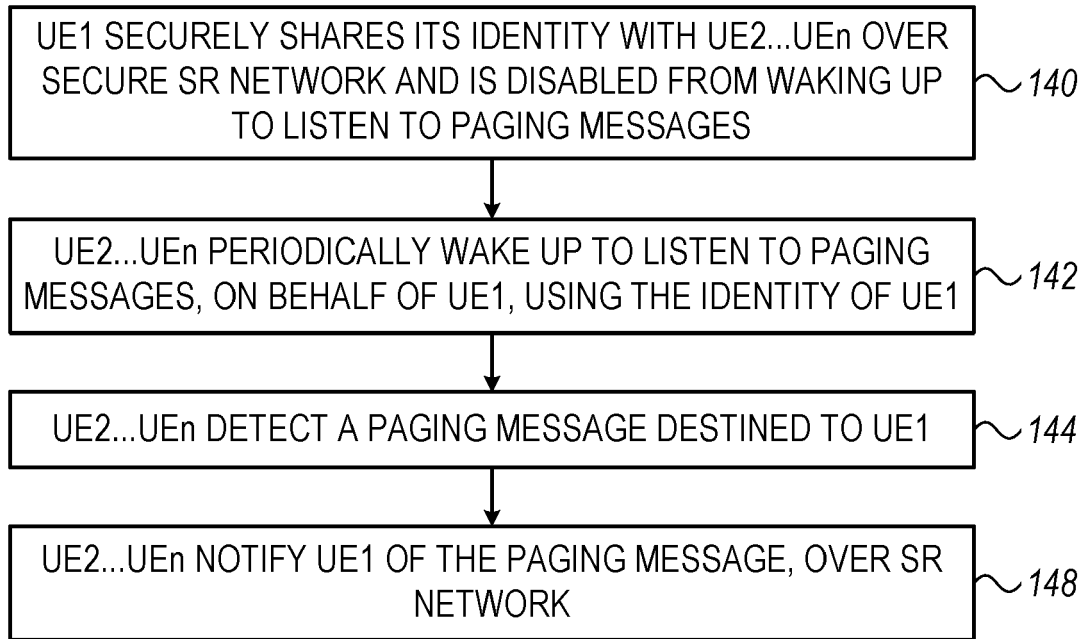 UE1 SECURELY SHARES ITS IDENTITY WITH UE2...UEn OVER
SECURE SR NETWORK AND IS DISABLED FROM WAKING UP
TO LISTEN TO PAGING MESSAGES
140
UE2...UEn PERIODICALLY WAKE UP TO LISTEN TO PAGING
MESSAGES, ON BEHALF OF UE1, USING THE IDENTITY OF UE1
142
UE2...UEn DETECT A PAGING MESSAGE DESTINED TO UE1
144
UE2...UEn NOTIFY UE1 OF THE PAGING MESSAGE, OVER SR
NETWORK
148